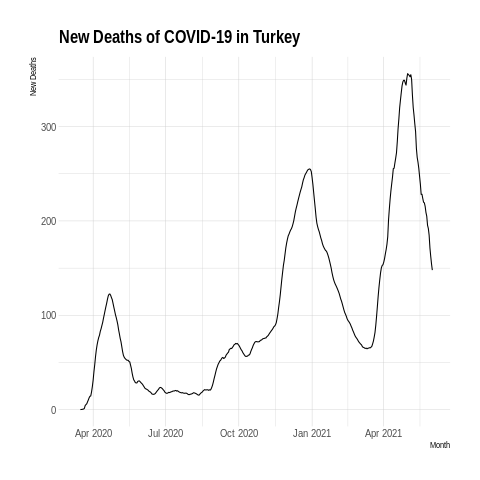 New Deaths of COVID-19 in Turkey
New Deaths
300
200
100
0
Apr 2020 Jul 2020 Oct 2020 Jan 2021 Apr 2021
Month